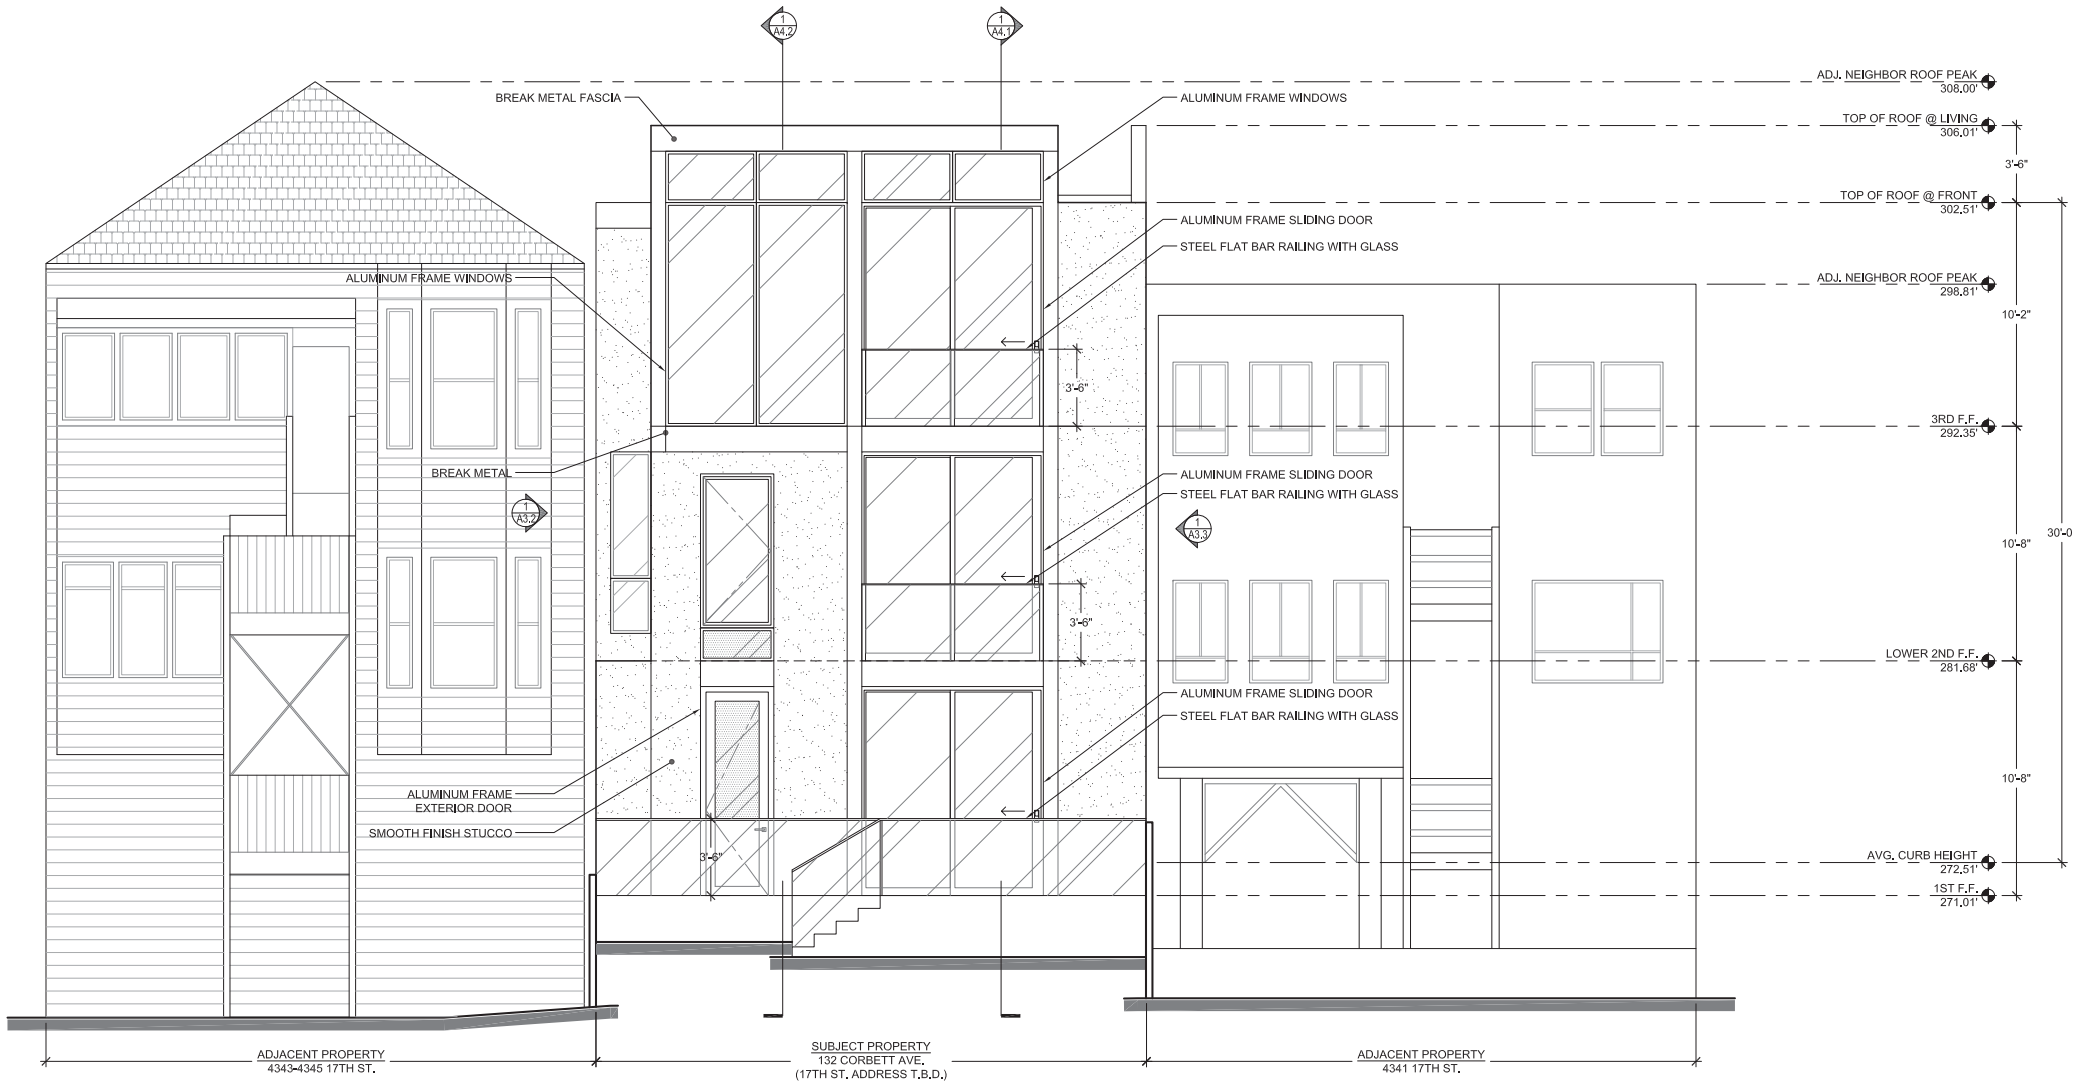 1
A4.2
1
A4.1
ADJ. NEIGHBOR ROOF PEAK
308.00'
BREAK METAL FASCIA
ALUMINUM FRAME WINDOWS
TOP OF ROOF @ LIVING
306.01'
3'-6"
TOP OF ROOF @ FRONT
302.51'
ALUMINUM FRAME SLIDING DOOR
STEEL FLAT BAR RAILING WITH GLASS
ALUMINUM FRAME WINDOWS
ADJ. NEIGHBOR ROOF PEAK
298.81'
10'-2"
3'-6"
3RD F.F.
292.35'
BREAK METAL
ALUMINUM FRAME SLIDING DOOR
STEEL FLAT BAR RAILING WITH GLASS
1
A3.2
1
A3.3
30'-0
10'-8"
3'-6"
LOWER 2ND F.F.
281.68'
ALUMINUM FRAME SLIDING DOOR
STEEL FLAT BAR RAILING WITH GLASS
10'-8"
ALUMINUM FRAME
EXTERIOR DOOR
SMOOTH FINISH STUCCO
3'-6"
AVG. CURB HEIGHT
272.51'
1ST F.F.
271.01'
ADJACENT PROPERTY
4343-4345 17TH ST.
SUBJECT PROPERTY
132 CORBETT AVE.
(17TH ST. ADDRESS T.B.D.)
ADJACENT PROPERTY
4341 17TH ST.